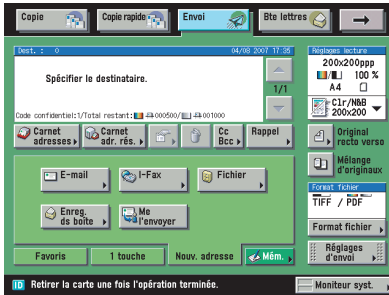 Copie
Copie rapide
Envoi
Bte lettres
Dest. : 0
04/08 2007 17:35
Réglages lecture
200x200ppp
100 %
A4
Spécifier le destinataire.
1/1
Clr/N&B
200x200
Code confidentiel:1/Total restant: 000500/ 001000
Carnet adresses
Carnet adr. rés.
Cc Bcc
Rappel
Original recto verso
Mélange d'originaux
E-mail
I-Fax
Fichier
Enreg. ds boîte
Me l'envoyer
Format fichier
TIFF / PDF
Format fichier
Favoris
1 touche
Nouv. adresse
Mém.
Réglages d'envoi
ID Retirer la carte une fois l'opération terminée.
Moniteur syst.